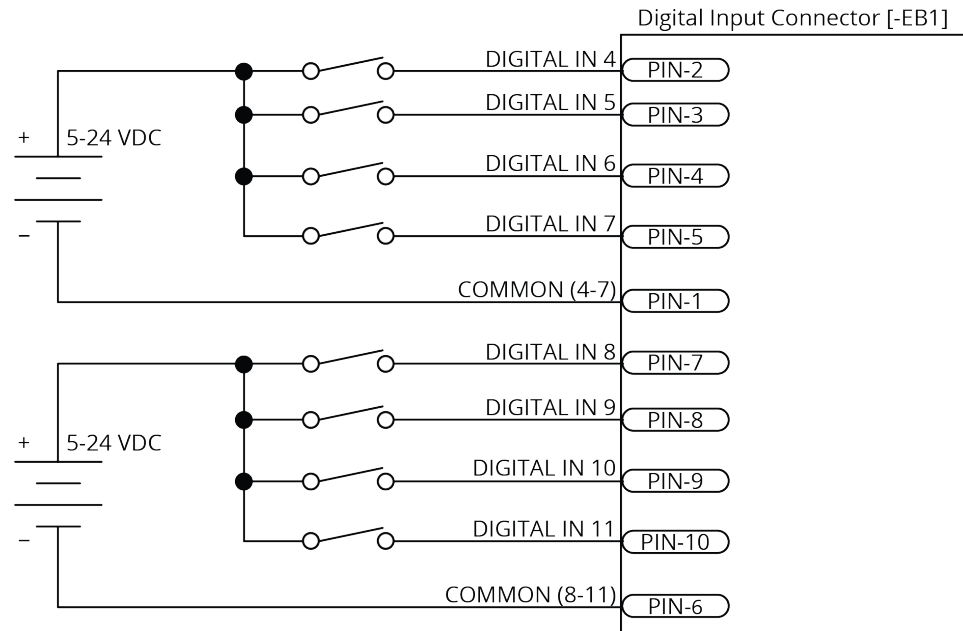 Digital Input Connector [-EB1]
DIGITAL IN 4
PIN-2
DIGITAL IN 5
PIN-3
+
5-24 VDC
DIGITAL IN 6
PIN-4
DIGITAL IN 7
PIN-5
−
COMMON (4-7)
PIN-1
DIGITAL IN 8
PIN-7
DIGITAL IN 9
PIN-8
+
5-24 VDC
DIGITAL IN 10
PIN-9
DIGITAL IN 11
PIN-10
−
COMMON (8-11)
PIN-6